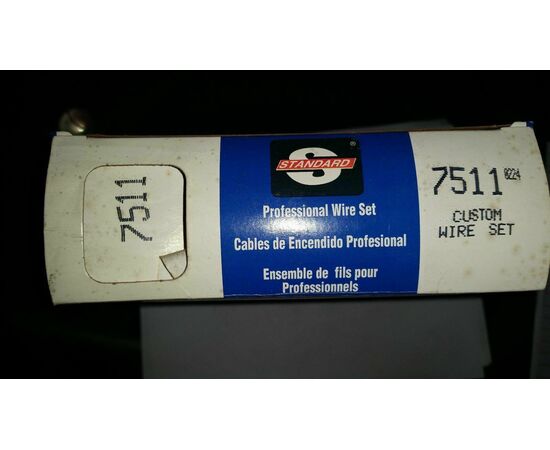 7511
S
STANDARD
®
Professional Wire Set
Cables de Encendido Profesional
Ensemble de fils pour
Professionnels
7511
CUSTOM
WIRE SET